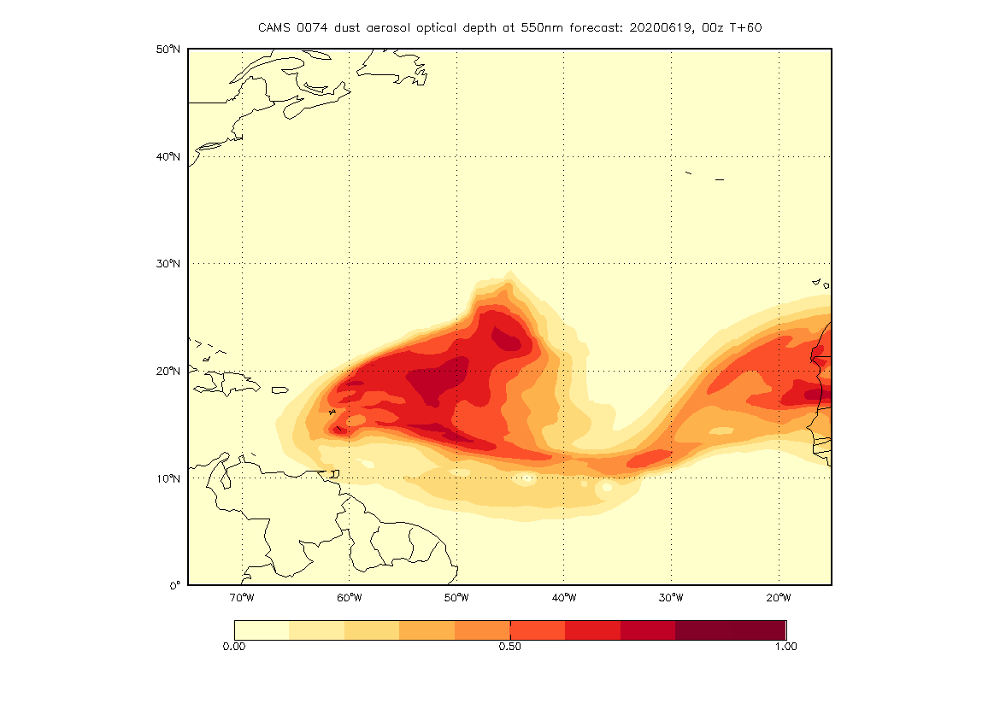 CAMS 0074 dust aerosol optical depth at 550nm forecast: 20200619, 00z T+60
50°N
40°N
30°N
20°N
10°N
0°
70°W 60°W 50°W 40°W 30°W 20°W
0.00 0.50 1.00